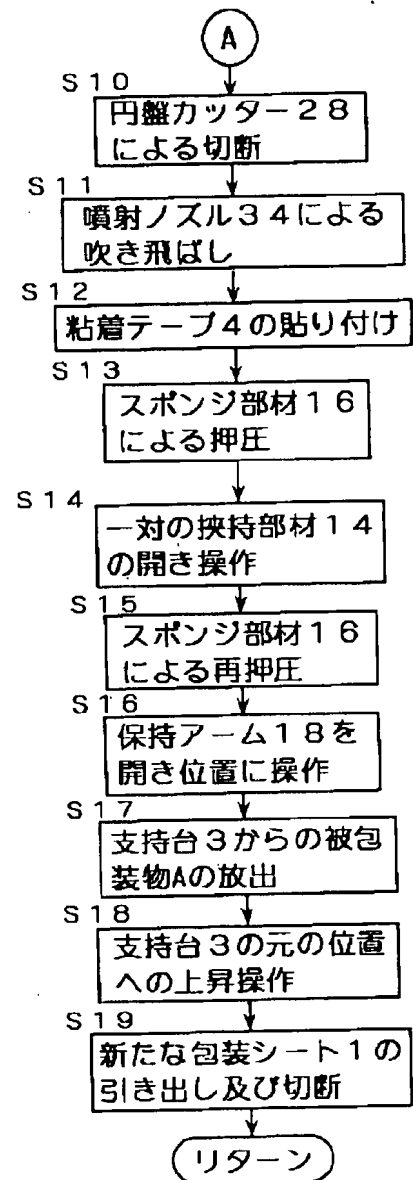 A
S10
円盤カッター28
による切断
S11
噴射ノズル34による
吹き飛ばし
S12
粘着テープ4の貼り付け
S13
スポンジ部材16
による押圧
S14
一対の挟持部材14
の開き操作
S15
スポンジ部材16
による再押圧
S16
保持アーム18を
開き位置に操作
S17
支持台3からの被包
装物Aの放出
S18
支持台3の元の位置
への上昇操作
S19
新たな包装シート1の
引き出し及び切断
リターン